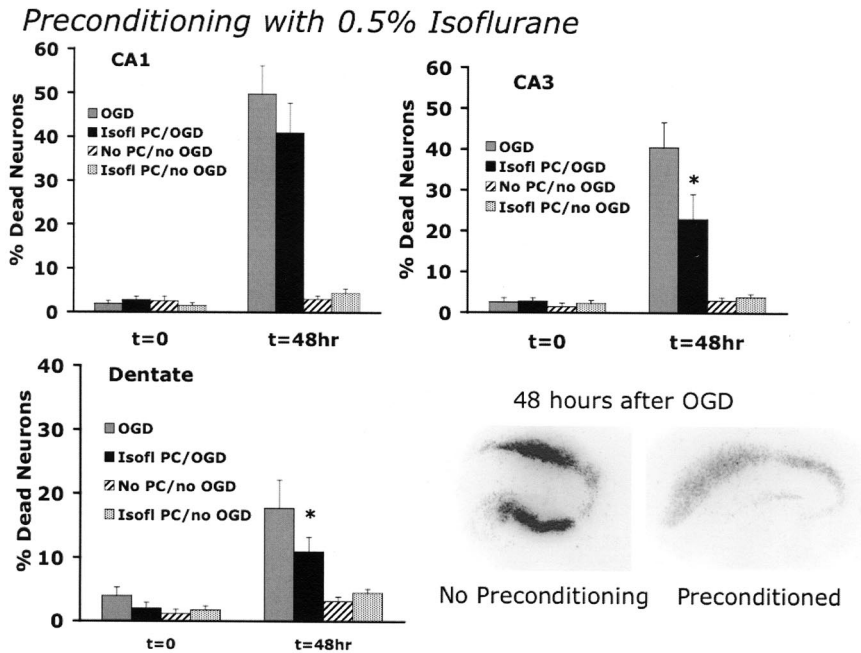 Preconditioning with 0.5% Isoflurane
60
50
40
30
20
10
0
% Dead Neurons
CA1
OGD
Isofl PC/OGD
No PC/no OGD
Isofl PC/no OGD
t=0
t=48hr
60
50
40
30
20
10
0
% Dead Neurons
CA3
OGD
Isofl PC/OGD
No PC/no OGD
Isofl PC/no OGD
*
t=0
t=48hr
40
30
20
10
0
% Dead Neurons
Dentate
OGD
Isofl PC/OGD
No PC/no OGD
Isofl PC/no OGD
*
t=0
t=48hr
48 hours after OGD
No Preconditioning
Preconditioned